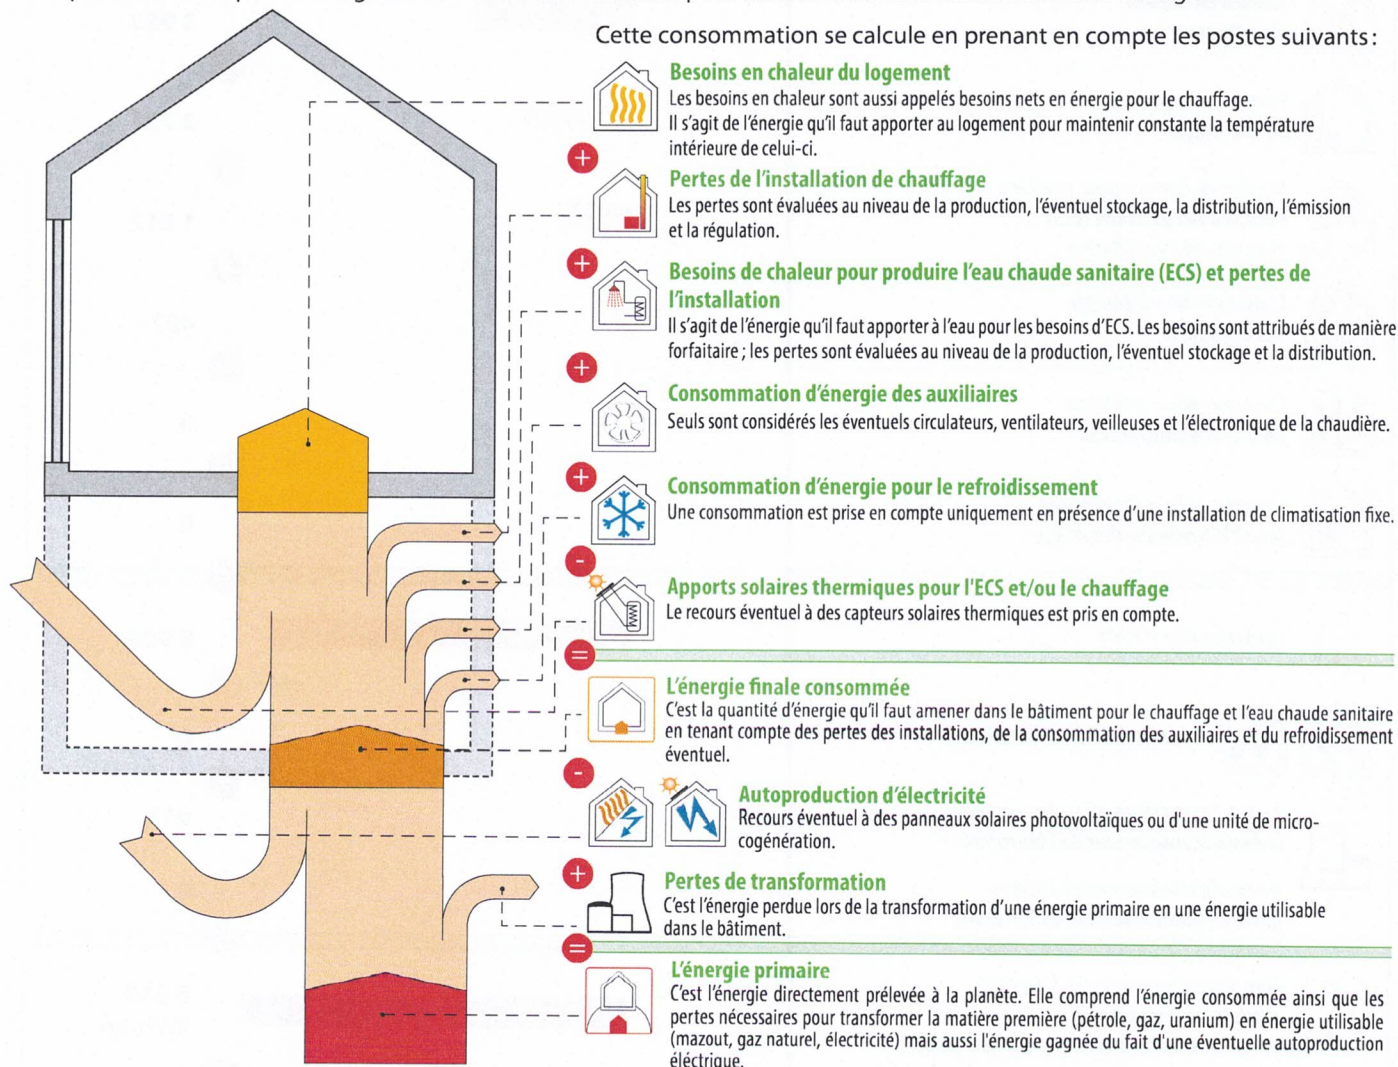 Cette consommation se calcule en prenant en compte les postes suivants :
Besoins en chaleur du logement
Les besoins en chaleur sont aussi appelés besoins nets en énergie pour le chauffage.
Il s'agit de l'énergie qu'il faut apporter au logement pour maintenir constante la température
intérieure de celui-ci.
+
Pertes de l'installation de chauffage
Les pertes sont évaluées au niveau de la production, l'éventuel stockage, la distribution, l'émission
et la régulation.
+
Besoins de chaleur pour produire l'eau chaude sanitaire (ECS) et pertes de
l'installation
Il s'agit de l'énergie qu'il faut apporter à l'eau pour les besoins d'ECS. Les besoins sont attribués de manière
forfaitaire ; les pertes sont évaluées au niveau de la production, l'éventuel stockage et la distribution.
+
Consommation d'énergie des auxiliaires
Seuls sont considérés les éventuels circulateurs, ventilateurs, veilleuses et l'électronique de la chaudière.
+
Consommation d'énergie pour le refroidissement
Une consommation est prise en compte uniquement en présence d'une installation de climatisation fixe.
-
Apports solaires thermiques pour l'ECS et/ou le chauffage
Le recours éventuel à des capteurs solaires thermiques est pris en compte.
=
L'énergie finale consommée
C'est la quantité d'énergie qu'il faut amener dans le bâtiment pour le chauffage et l'eau chaude sanitaire
en tenant compte des pertes des installations, de la consommation des auxiliaires et du refroidissement
éventuel.
-
Autoproduction d'électricité
Recours éventuel à des panneaux solaires photovoltaïques ou d'une unité de micro-
cogénération.
+
Pertes de transformation
C'est l'énergie perdue lors de la transformation d'une énergie primaire en une énergie utilisable
dans le bâtiment.
=
L'énergie primaire
C'est l'énergie directement prélevée à la planète. Elle comprend l'énergie consommée ainsi que les
pertes nécessaires pour transformer la matière première (pétrole, gaz, uranium) en énergie utilisable
(mazout, gaz naturel, électricité) mais aussi l'énergie gagnée du fait d'une éventuelle autoproduction
éléctrique.